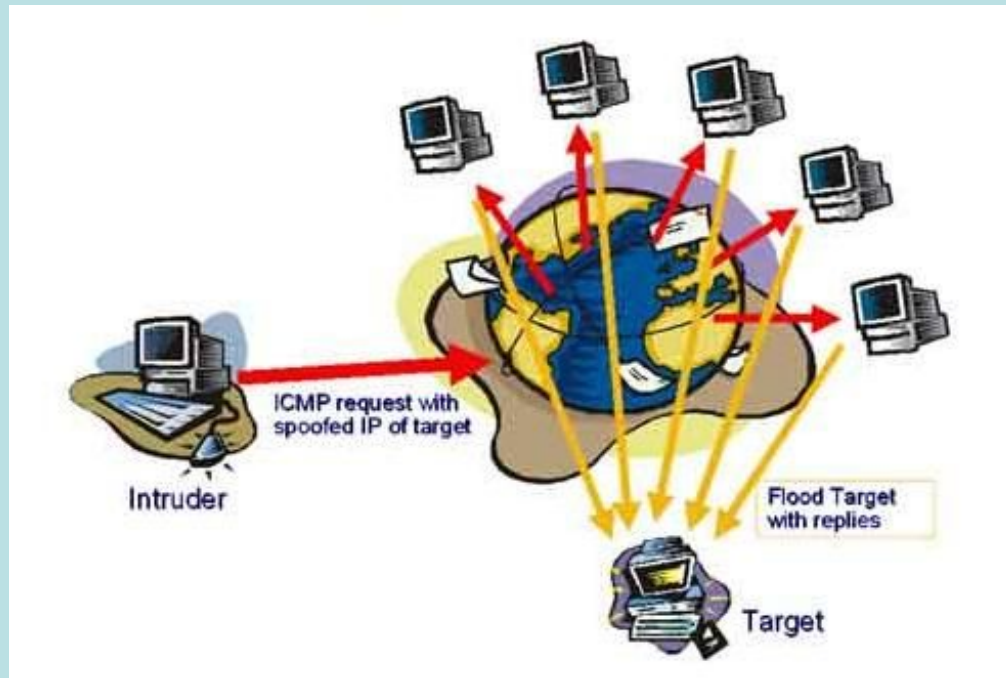 ICMP request with
spoofed IP of target
Intruder
Flood Target
with replies
Target